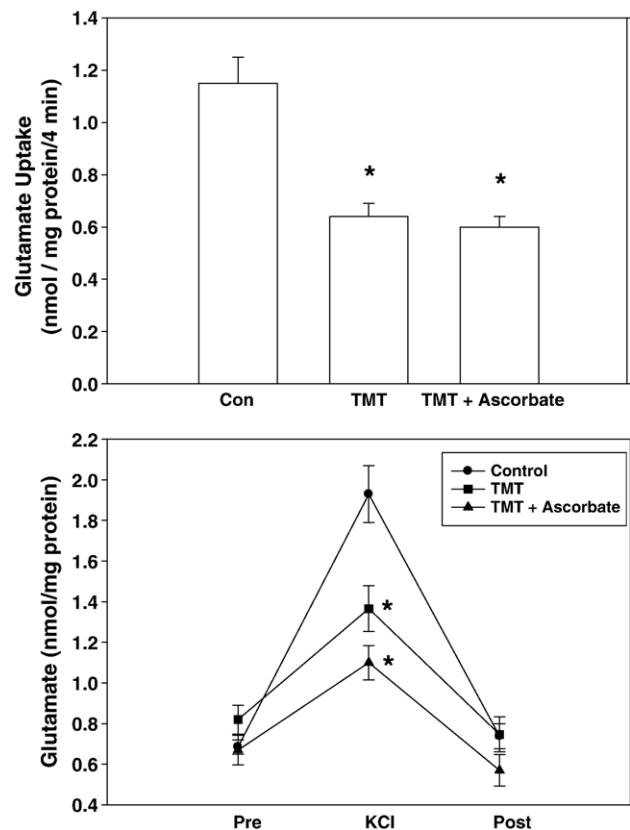 Glutamate Uptake
(nmol / mg protein/4 min)
1.4
1.2
1.0
0.8
0.6
0.4
0.2
0.0
*
*
Con TMT TMT + Ascorbate
Glutamate (nmol/mg protein)
2.2
2.0
1.8
1.6
1.4
1.2
1.0
0.8
0.6
0.4
Control
TMT
TMT + Ascorbate
*
*
Pre KCl Post